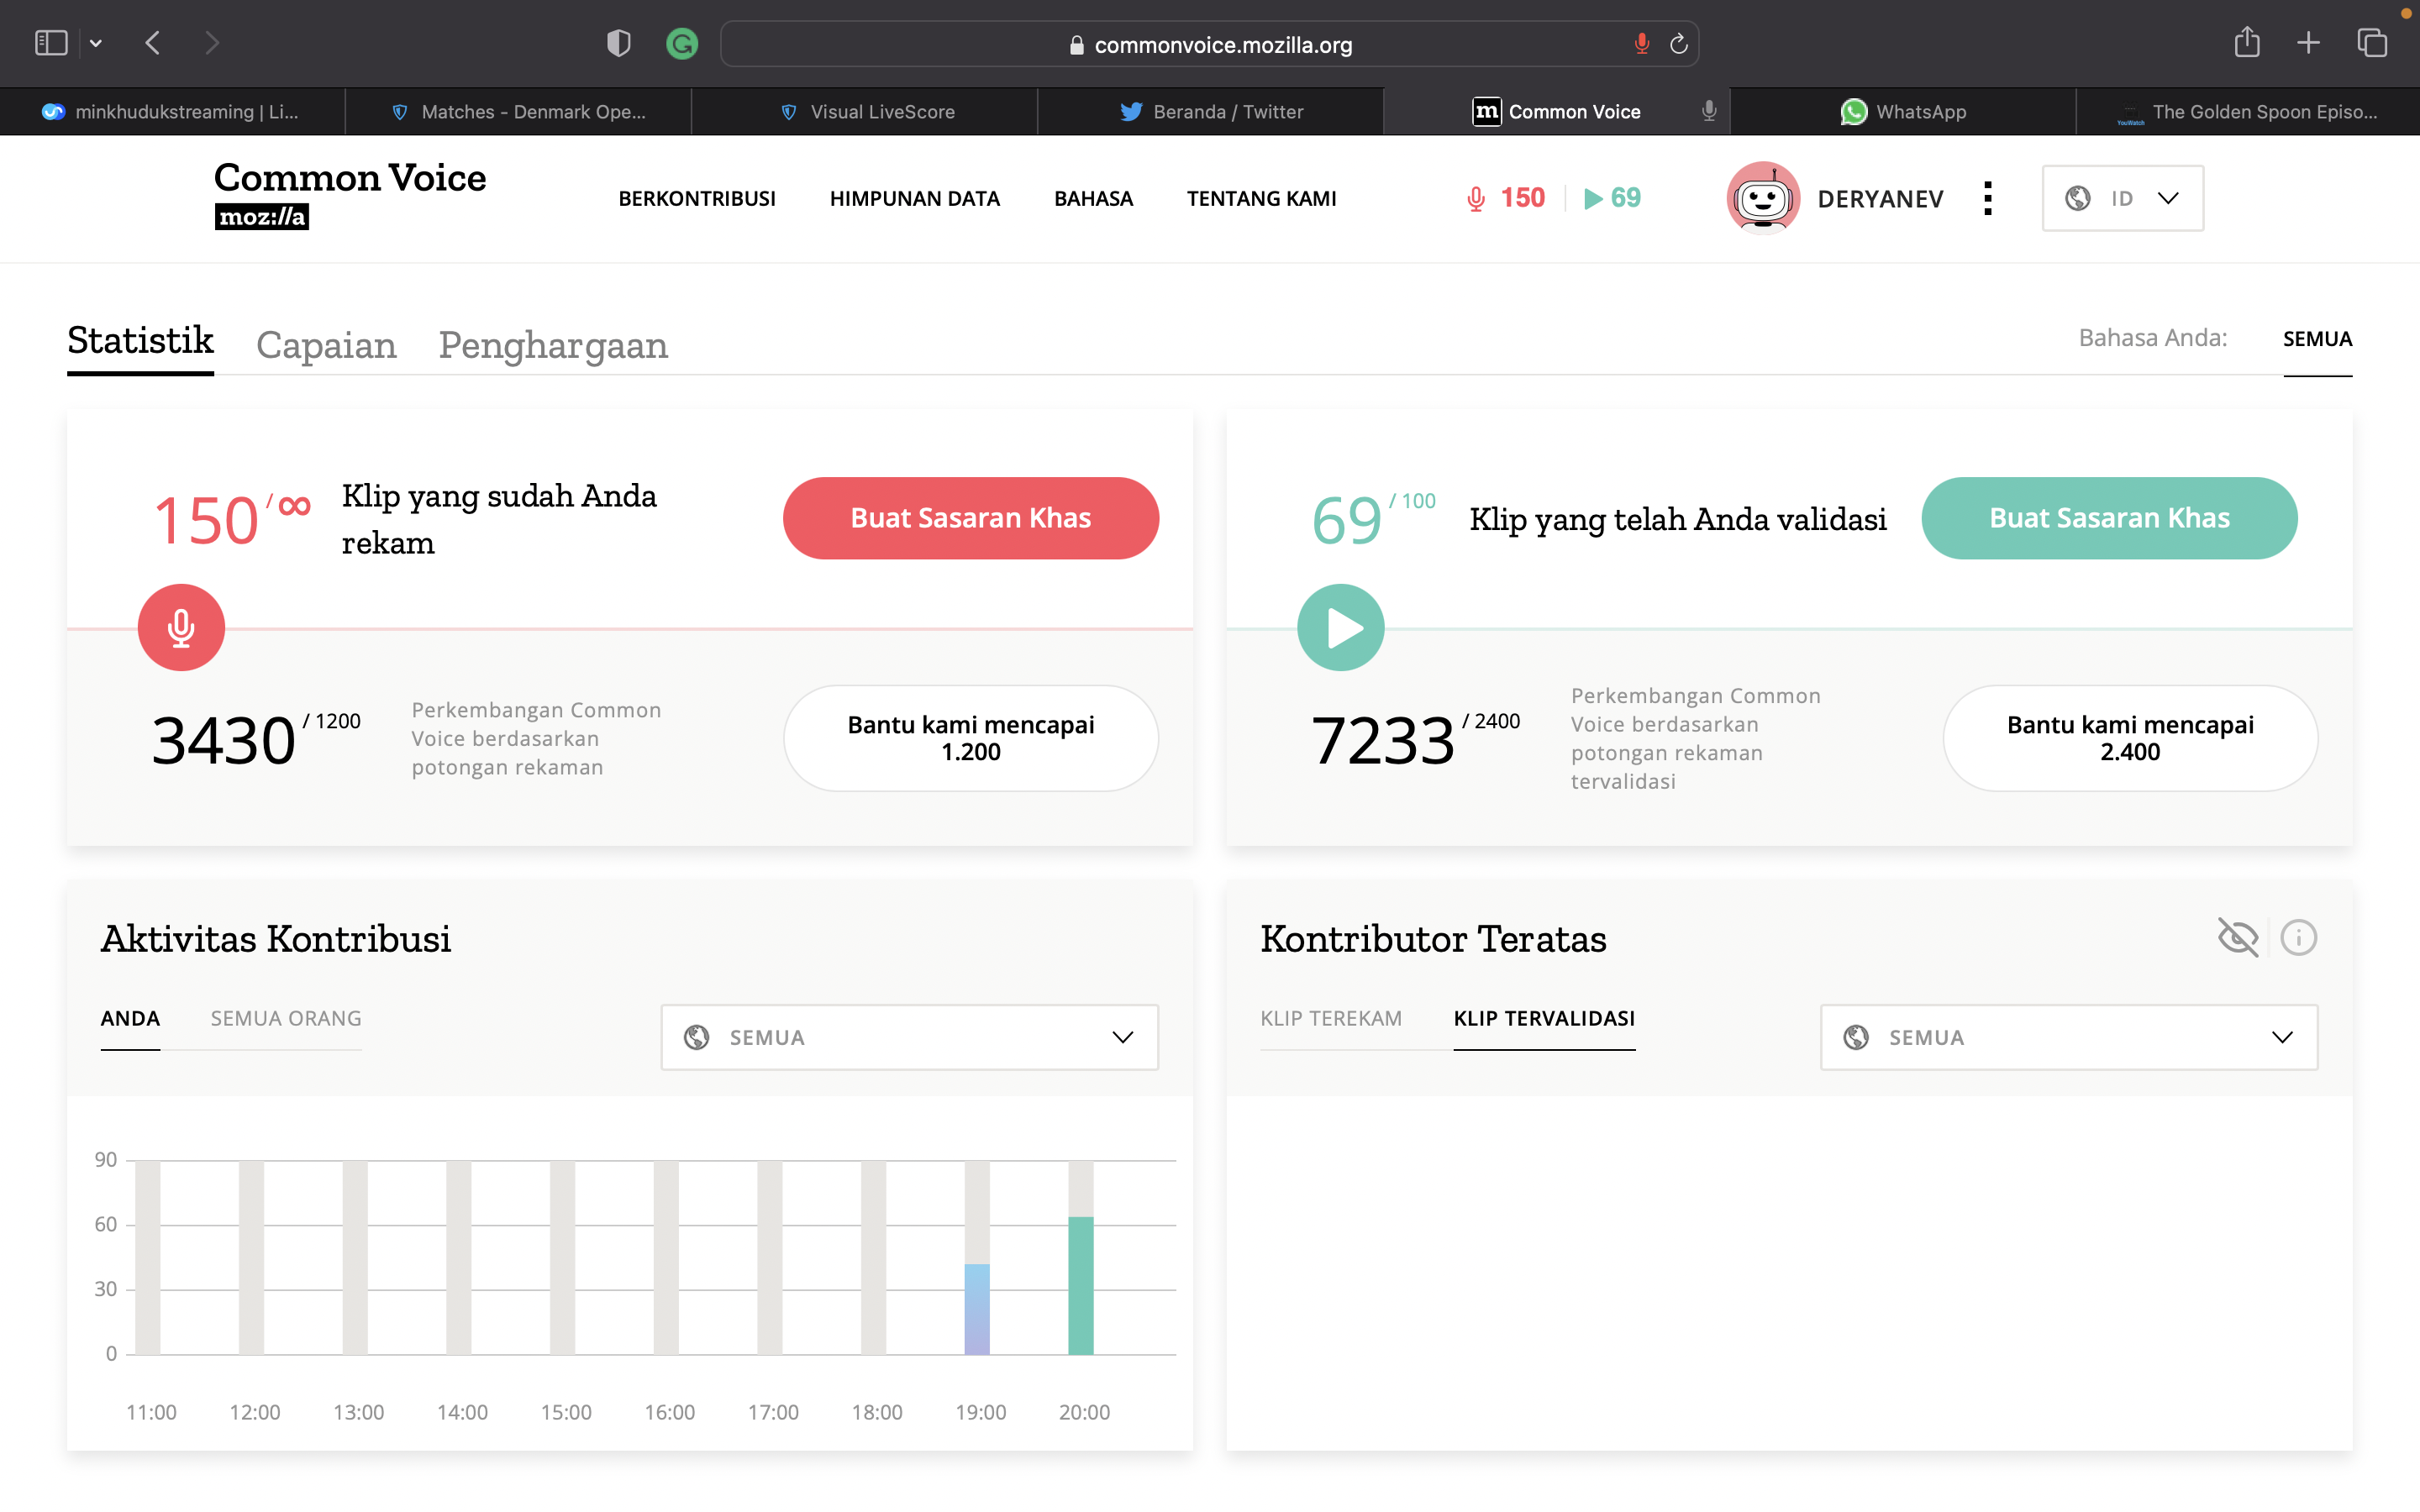 commonvoice.mozilla.org
minkhudukstreaming | Li...
Matches - Denmark Ope...
Visual LiveScore
Beranda / Twitter
m Common Voice
WhatsApp
YouWatch The Golden Spoon Episo...
Common Voice
moz://a
BERKONTRIBUSI
HIMPUNAN DATA
BAHASA
TENTANG KAMI
150
69
DERYANEV
ID
Statistik
Capaian
Penghargaan
Bahasa Anda:
SEMUA
150 / ∞
Klip yang sudah Anda
rekam
Buat Sasaran Khas
3430 / 1200
Perkembangan Common
Voice berdasarkan
potongan rekaman
Bantu kami mencapai
1.200
69 / 100
Klip yang telah Anda validasi
Buat Sasaran Khas
7233 / 2400
Perkembangan Common
Voice berdasarkan
potongan rekaman
tervalidasi
Bantu kami mencapai
2.400
Aktivitas Kontribusi
ANDA
SEMUA ORANG
SEMUA
90
60
30
0
11:00
12:00
13:00
14:00
15:00
16:00
17:00
18:00
19:00
20:00
Kontributor Teratas
KLIP TEREKAM
KLIP TERVALIDASI
SEMUA